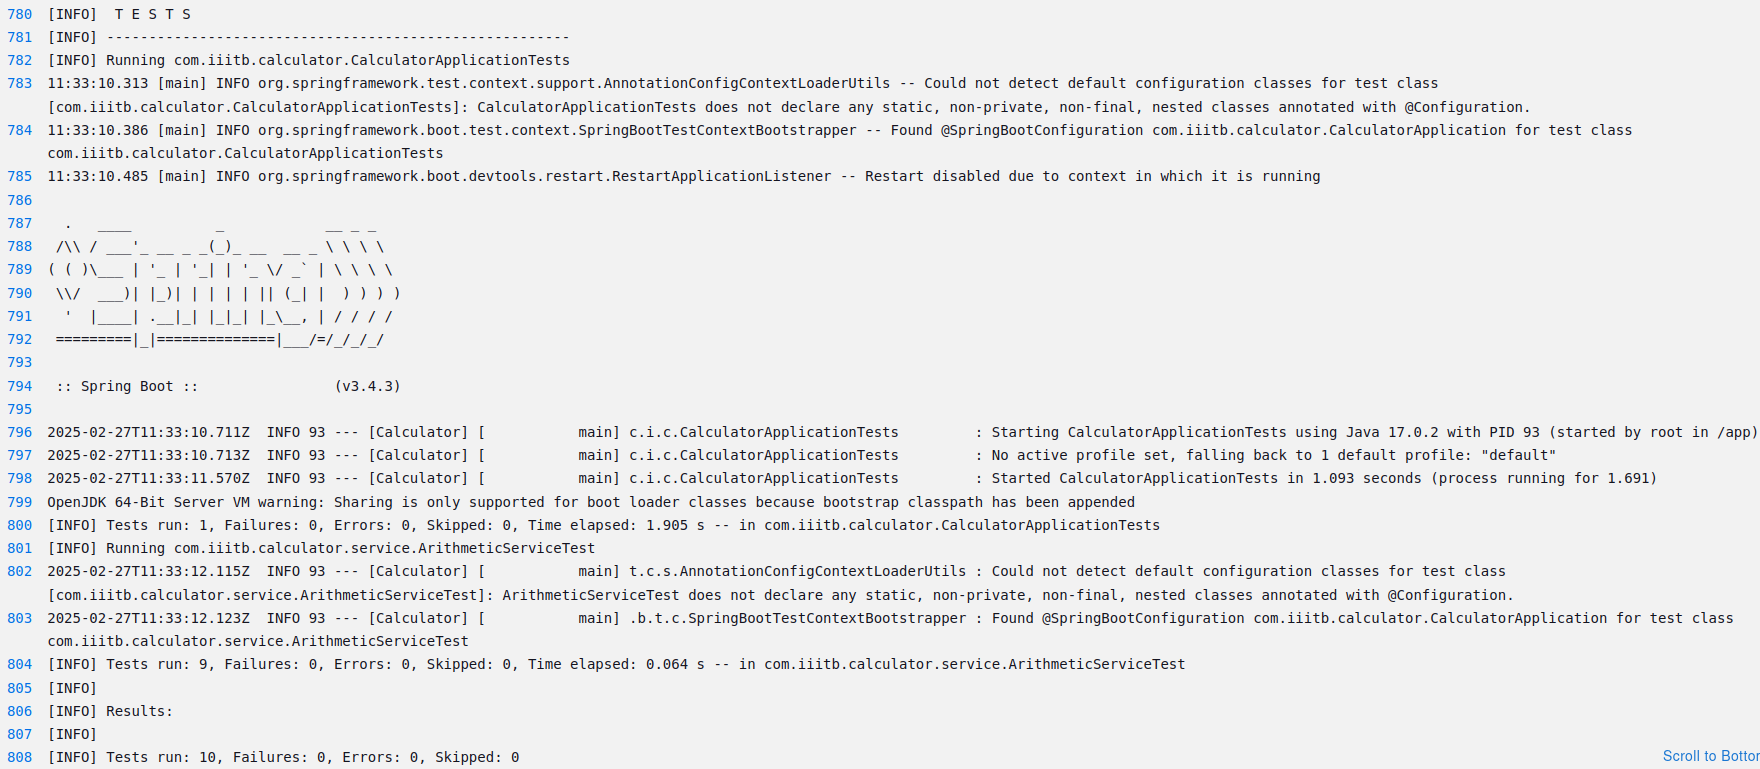 780 [INFO]  T E S T S
781 [INFO] -------------------------------------------------------
782 [INFO] Running com.iiitb.calculator.CalculatorApplicationTests
783 11:33:10.313 [main] INFO org.springframework.test.context.support.AnnotationConfigContextLoaderUtils -- Could not detect default configuration classes for test class
[com.iiitb.calculator.CalculatorApplicationTests]: CalculatorApplicationTests does not declare any static, non-private, non-final, nested classes annotated with @Configuration.
784 11:33:10.386 [main] INFO org.springframework.boot.test.context.SpringBootTestContextBootstrapper -- Found @SpringBootConfiguration com.iiitb.calculator.CalculatorApplication for test class
com.iiitb.calculator.CalculatorApplicationTests
785 11:33:10.485 [main] INFO org.springframework.boot.devtools.restart.RestartApplicationListener -- Restart disabled due to context in which it is running
786
787   .   ____          _            __ _ _
788  /\\ / ___'_ __ _ _(_)_ __  __ _ \ \ \ \
789 ( ( )\___ | '_ | '_| | '_ \/ _` | \ \ \ \
790  \\/  ___)| |_)| | | | | || (_| |  ) ) ) )
791   '  |____| .__|_| |_|_| |_\__, | / / / /
792  =========|_|==============|___/=/_/_/_/
793
794  :: Spring Boot ::                (v3.4.3)
795
796 2025-02-27T11:33:10.711Z  INFO 93 --- [Calculator] [           main] c.i.c.CalculatorApplicationTests         : Starting CalculatorApplicationTests using Java 17.0.2 with PID 93 (started by root in /app)
797 2025-02-27T11:33:10.713Z  INFO 93 --- [Calculator] [           main] c.i.c.CalculatorApplicationTests         : No active profile set, falling back to 1 default profile: "default"
798 2025-02-27T11:33:11.570Z  INFO 93 --- [Calculator] [           main] c.i.c.CalculatorApplicationTests         : Started CalculatorApplicationTests in 1.093 seconds (process running for 1.691)
799 OpenJDK 64-Bit Server VM warning: Sharing is only supported for boot loader classes because bootstrap classpath has been appended
800 [INFO] Tests run: 1, Failures: 0, Errors: 0, Skipped: 0, Time elapsed: 1.905 s -- in com.iiitb.calculator.CalculatorApplicationTests
801 [INFO] Running com.iiitb.calculator.service.ArithmeticServiceTest
802 2025-02-27T11:33:12.115Z  INFO 93 --- [Calculator] [           main] t.c.s.AnnotationConfigContextLoaderUtils : Could not detect default configuration classes for test class
[com.iiitb.calculator.service.ArithmeticServiceTest]: ArithmeticServiceTest does not declare any static, non-private, non-final, nested classes annotated with @Configuration.
803 2025-02-27T11:33:12.123Z  INFO 93 --- [Calculator] [           main] .b.t.c.SpringBootTestContextBootstrapper : Found @SpringBootConfiguration com.iiitb.calculator.CalculatorApplication for test class
com.iiitb.calculator.service.ArithmeticServiceTest
804 [INFO] Tests run: 9, Failures: 0, Errors: 0, Skipped: 0, Time elapsed: 0.064 s -- in com.iiitb.calculator.service.ArithmeticServiceTest
805 [INFO]
806 [INFO] Results:
807 [INFO]
808 [INFO] Tests run: 10, Failures: 0, Errors: 0, Skipped: 0
Scroll to Bottor